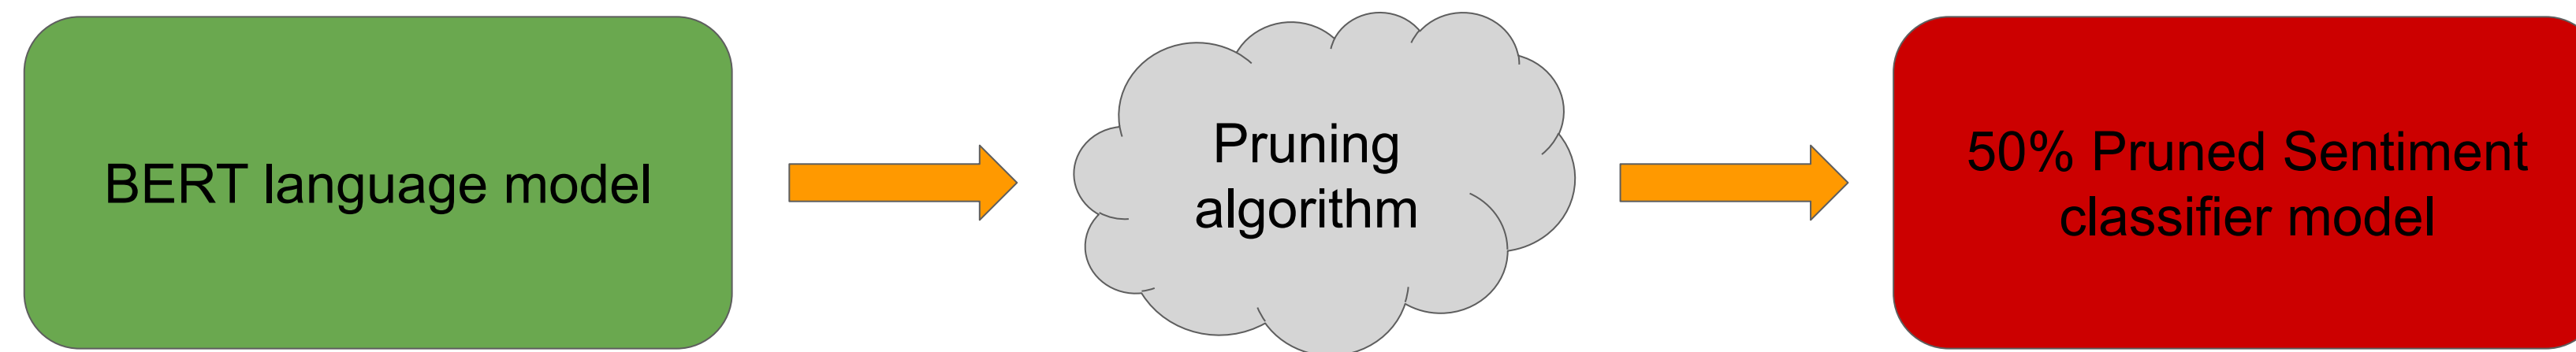 BERT language model
Pruning
algorithm
50% Pruned Sentiment
classifier model